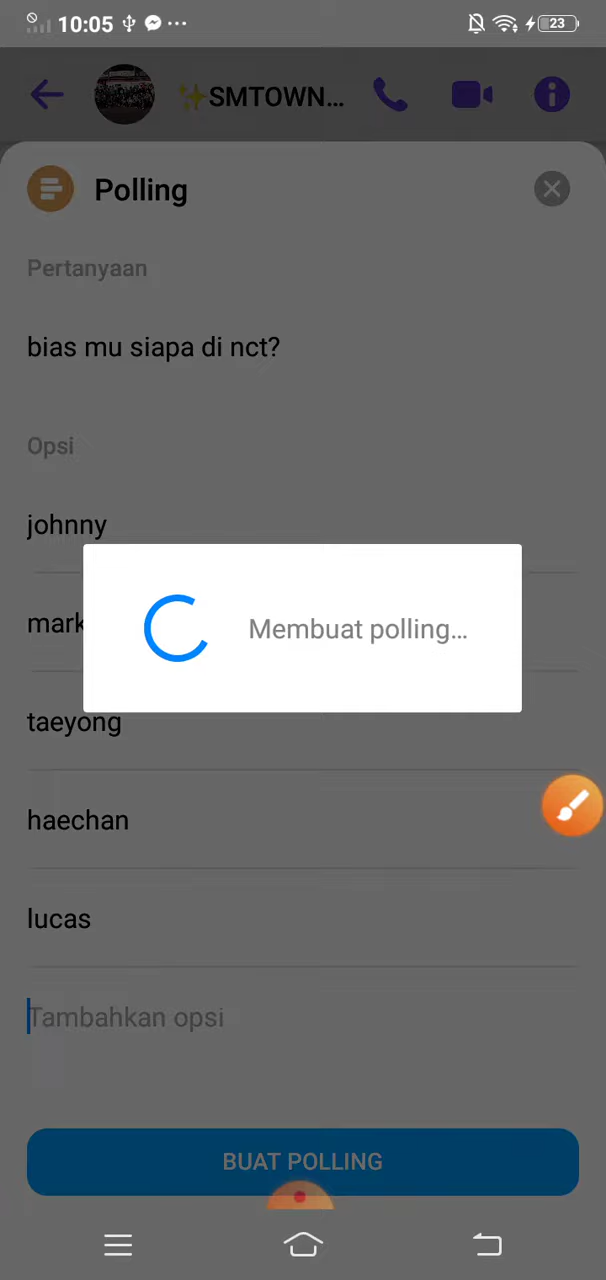 10:05
23
✨SMTOWN...
Polling
Pertanyaan
bias mu siapa di nct?
Opsi
johnny
mark
Membuat polling...
taeyong
haechan
lucas
Tambahkan opsi
BUAT POLLING